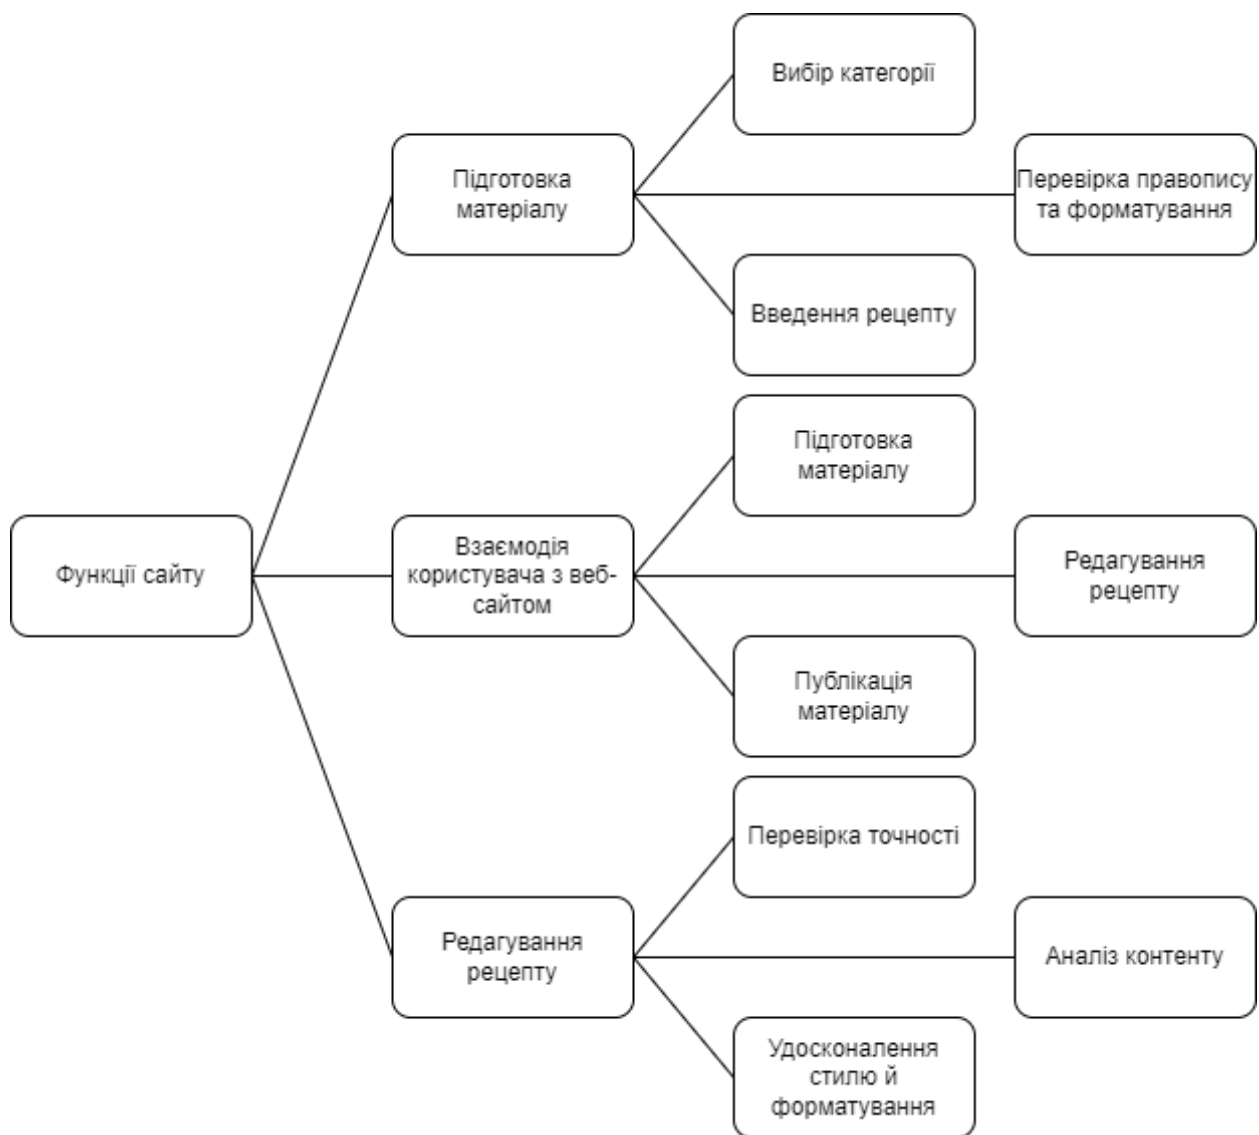 Вибір категорії
Підготовка
матеріалу
Перевірка правопису
та форматування
Введення рецепту
Підготовка
матеріалу
Функції сайту
Взаємодія
користувача з веб-
сайтом
Редагування
рецепту
Публікація
матеріалу
Перевірка точності
Редагування
рецепту
Аналіз контенту
Удосконалення
стилю й
форматування